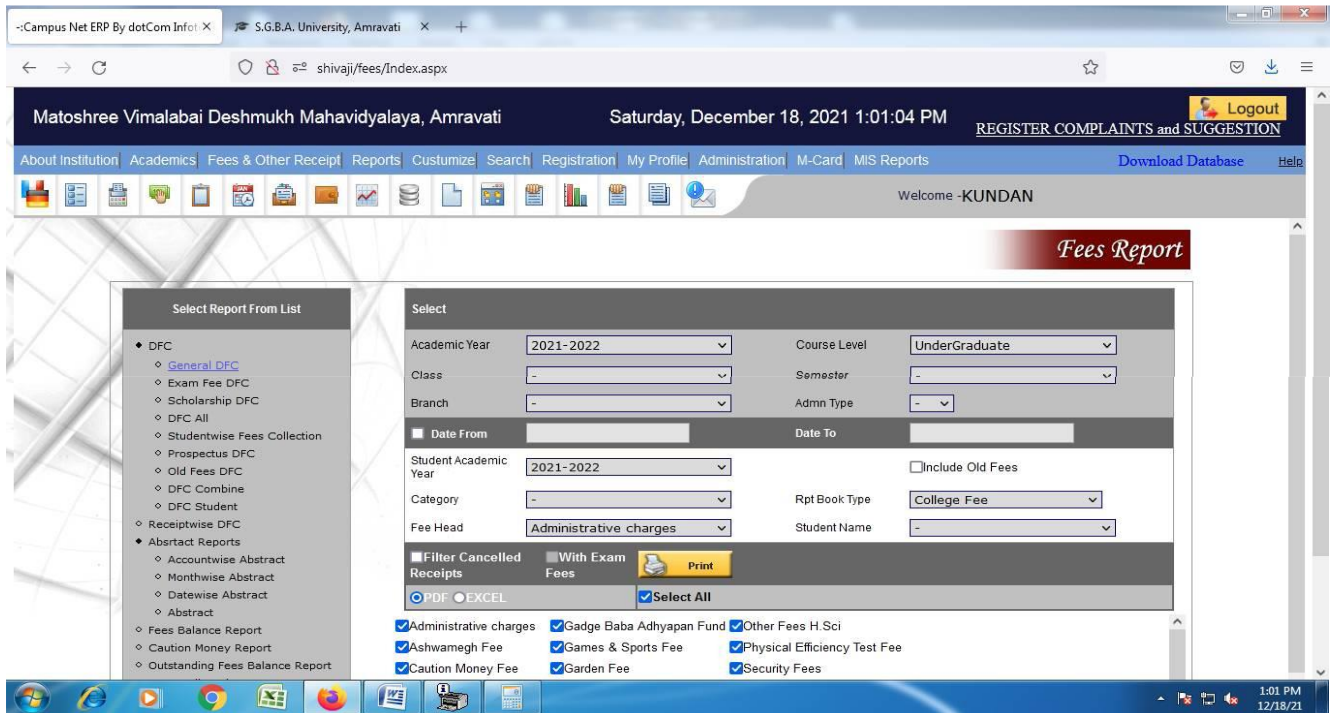 -:Campus Net ERP By dotCom Infot
S.G.B.A. University, Amravati
shivaji/fees/Index.aspx
Matoshree Vimalabai Deshmukh Mahavidyalaya, Amravati
Saturday, December 18, 2021 1:01:04 PM
Logout
REGISTER COMPLAINTS and SUGGESTION
About Institution Academics Fees & Other Receipt Reports Custumize Search Registration My Profile Administration M-Card MIS Reports
Download Database
Help
Welcome -KUNDAN
Fees Report
Select Report From List
DFC
General DFC
Exam Fee DFC
Scholarship DFC
DFC All
Studentwise Fees Collection
Prospectus DFC
Old Fees DFC
DFC Combine
DFC Student
Receiptwise DFC
Absrtact Reports
Accountwise Abstract
Monthwise Abstract
Datewise Abstract
Abstract
Fees Balance Report
Caution Money Report
Outstanding Fees Balance Report
Select
Academic Year 2021-2022 Course Level UnderGraduate
Class - Semester -
Branch - Admn Type -
Date From Date To
Student Academic
Year 2021-2022 Include Old Fees
Category - Rpt Book Type College Fee
Fee Head Administrative charges Student Name -
Filter Cancelled With Exam Print
Receipts Fees
PDF EXCEL Select All
Administrative charges Gadge Baba Adhyapan Fund Other Fees H.Sci
Ashwamegh Fee Games & Sports Fee Physical Efficiency Test Fee
Caution Money Fee Garden Fee Security Fees
1:01 PM
12/18/21